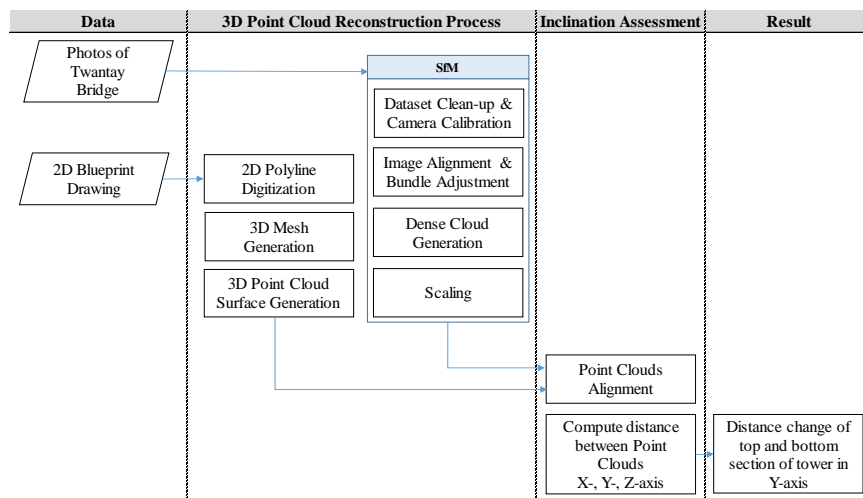 Data
3D Point Cloud Reconstruction Process
Inclination Assessment
Result
Photos of
Twantay
Bridge
SfM
Dataset Clean-up &
Camera Calibration
2D Blueprint
Drawing
2D Polyline
Digitization
Image Alignment &
Bundle Adjustment
3D Mesh
Generation
Dense Cloud
Generation
3D Point Cloud
Surface Generation
Scaling
Point Clouds
Alignment
Compute distance
between Point
Clouds
X-, Y-, Z-axis
Distance change of
top and bottom
section of tower in
Y-axis